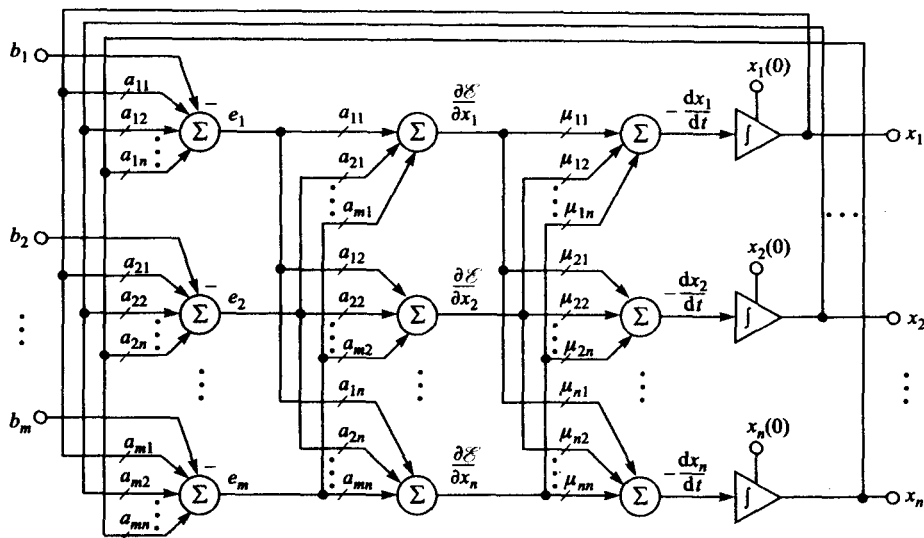 b₁
a₁₁
a₁₂
a₁ₙ
−
Σ
e₁
a₁₁
a₂₁
aₘ₁
Σ
∂ℰ
∂x₁
μ₁₁
μ₁₂
μ₁ₙ
Σ
− dx₁
dt
x₁(0)
∫
x₁
b₂
a₂₁
a₂₂
a₂ₙ
−
Σ
e₂
a₁₂
a₂₂
aₘ₂
Σ
∂ℰ
∂x₂
μ₂₁
μ₂₂
μ₂ₙ
Σ
− dx₂
dt
x₂(0)
∫
x₂
bₘ
aₘ₁
aₘ₂
aₘₙ
−
Σ
eₘ
a₁ₙ
a₂ₙ
aₘₙ
Σ
∂ℰ
∂xₙ
μₙ₁
μₙ₂
μₙₙ
Σ
− dxₙ
dt
xₙ(0)
∫
xₙ